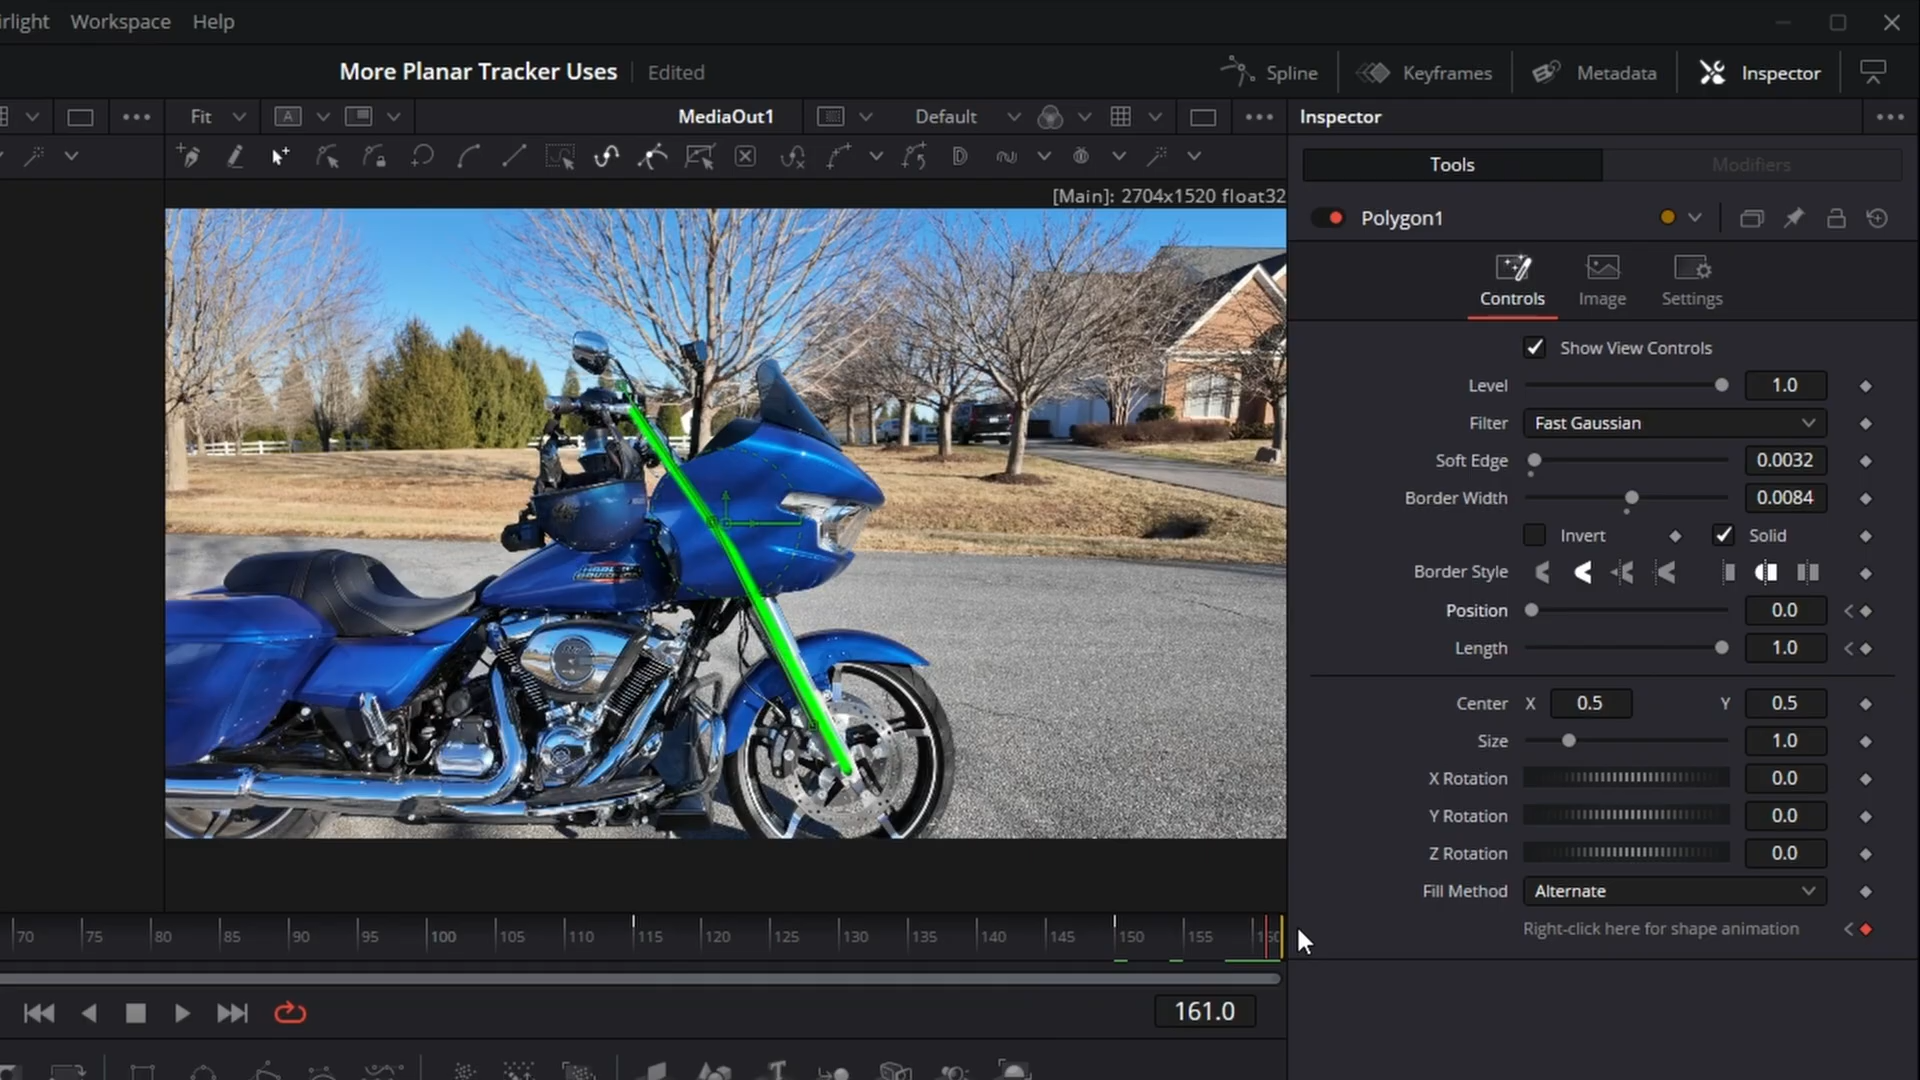 irlight Workspace Help
More Planar Tracker Uses Edited
Spline Keyframes Metadata Inspector
Fit A MediaOut1 Default Inspector
Tools Modifiers
[Main]: 2704x1520 float32
Polygon1
Controls Image Settings
Show View Controls
Level 1.0
Filter Fast Gaussian
Soft Edge 0.0032
Border Width 0.0084
Invert Solid
Border Style
Position 0.0
Length 1.0
Center X 0.5 Y 0.5
Size 1.0
X Rotation 0.0
Y Rotation 0.0
Z Rotation 0.0
Fill Method Alternate
Right-click here for shape animation
70 75 80 85 90 95 100 105 110 115 120 125 130 135 140 145 150 155 160
161.0